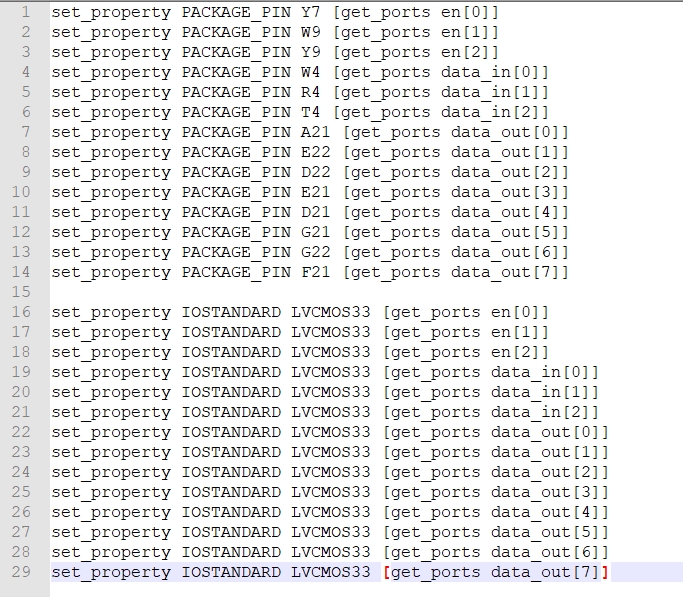 1 set_property PACKAGE_PIN Y7 [get_ports en[0]]
2 set_property PACKAGE_PIN W9 [get_ports en[1]]
3 set_property PACKAGE_PIN Y9 [get_ports en[2]]
4 set_property PACKAGE_PIN W4 [get_ports data_in[0]]
5 set_property PACKAGE_PIN R4 [get_ports data_in[1]]
6 set_property PACKAGE_PIN T4 [get_ports data_in[2]]
7 set_property PACKAGE_PIN A21 [get_ports data_out[0]]
8 set_property PACKAGE_PIN E22 [get_ports data_out[1]]
9 set_property PACKAGE_PIN D22 [get_ports data_out[2]]
10 set_property PACKAGE_PIN E21 [get_ports data_out[3]]
11 set_property PACKAGE_PIN D21 [get_ports data_out[4]]
12 set_property PACKAGE_PIN G21 [get_ports data_out[5]]
13 set_property PACKAGE_PIN G22 [get_ports data_out[6]]
14 set_property PACKAGE_PIN F21 [get_ports data_out[7]]
15
16 set_property IOSTANDARD LVCMOS33 [get_ports en[0]]
17 set_property IOSTANDARD LVCMOS33 [get_ports en[1]]
18 set_property IOSTANDARD LVCMOS33 [get_ports en[2]]
19 set_property IOSTANDARD LVCMOS33 [get_ports data_in[0]]
20 set_property IOSTANDARD LVCMOS33 [get_ports data_in[1]]
21 set_property IOSTANDARD LVCMOS33 [get_ports data_in[2]]
22 set_property IOSTANDARD LVCMOS33 [get_ports data_out[0]]
23 set_property IOSTANDARD LVCMOS33 [get_ports data_out[1]]
24 set_property IOSTANDARD LVCMOS33 [get_ports data_out[2]]
25 set_property IOSTANDARD LVCMOS33 [get_ports data_out[3]]
26 set_property IOSTANDARD LVCMOS33 [get_ports data_out[4]]
27 set_property IOSTANDARD LVCMOS33 [get_ports data_out[5]]
28 set_property IOSTANDARD LVCMOS33 [get_ports data_out[6]]
29 set_property IOSTANDARD LVCMOS33 [get_ports data_out[7]]